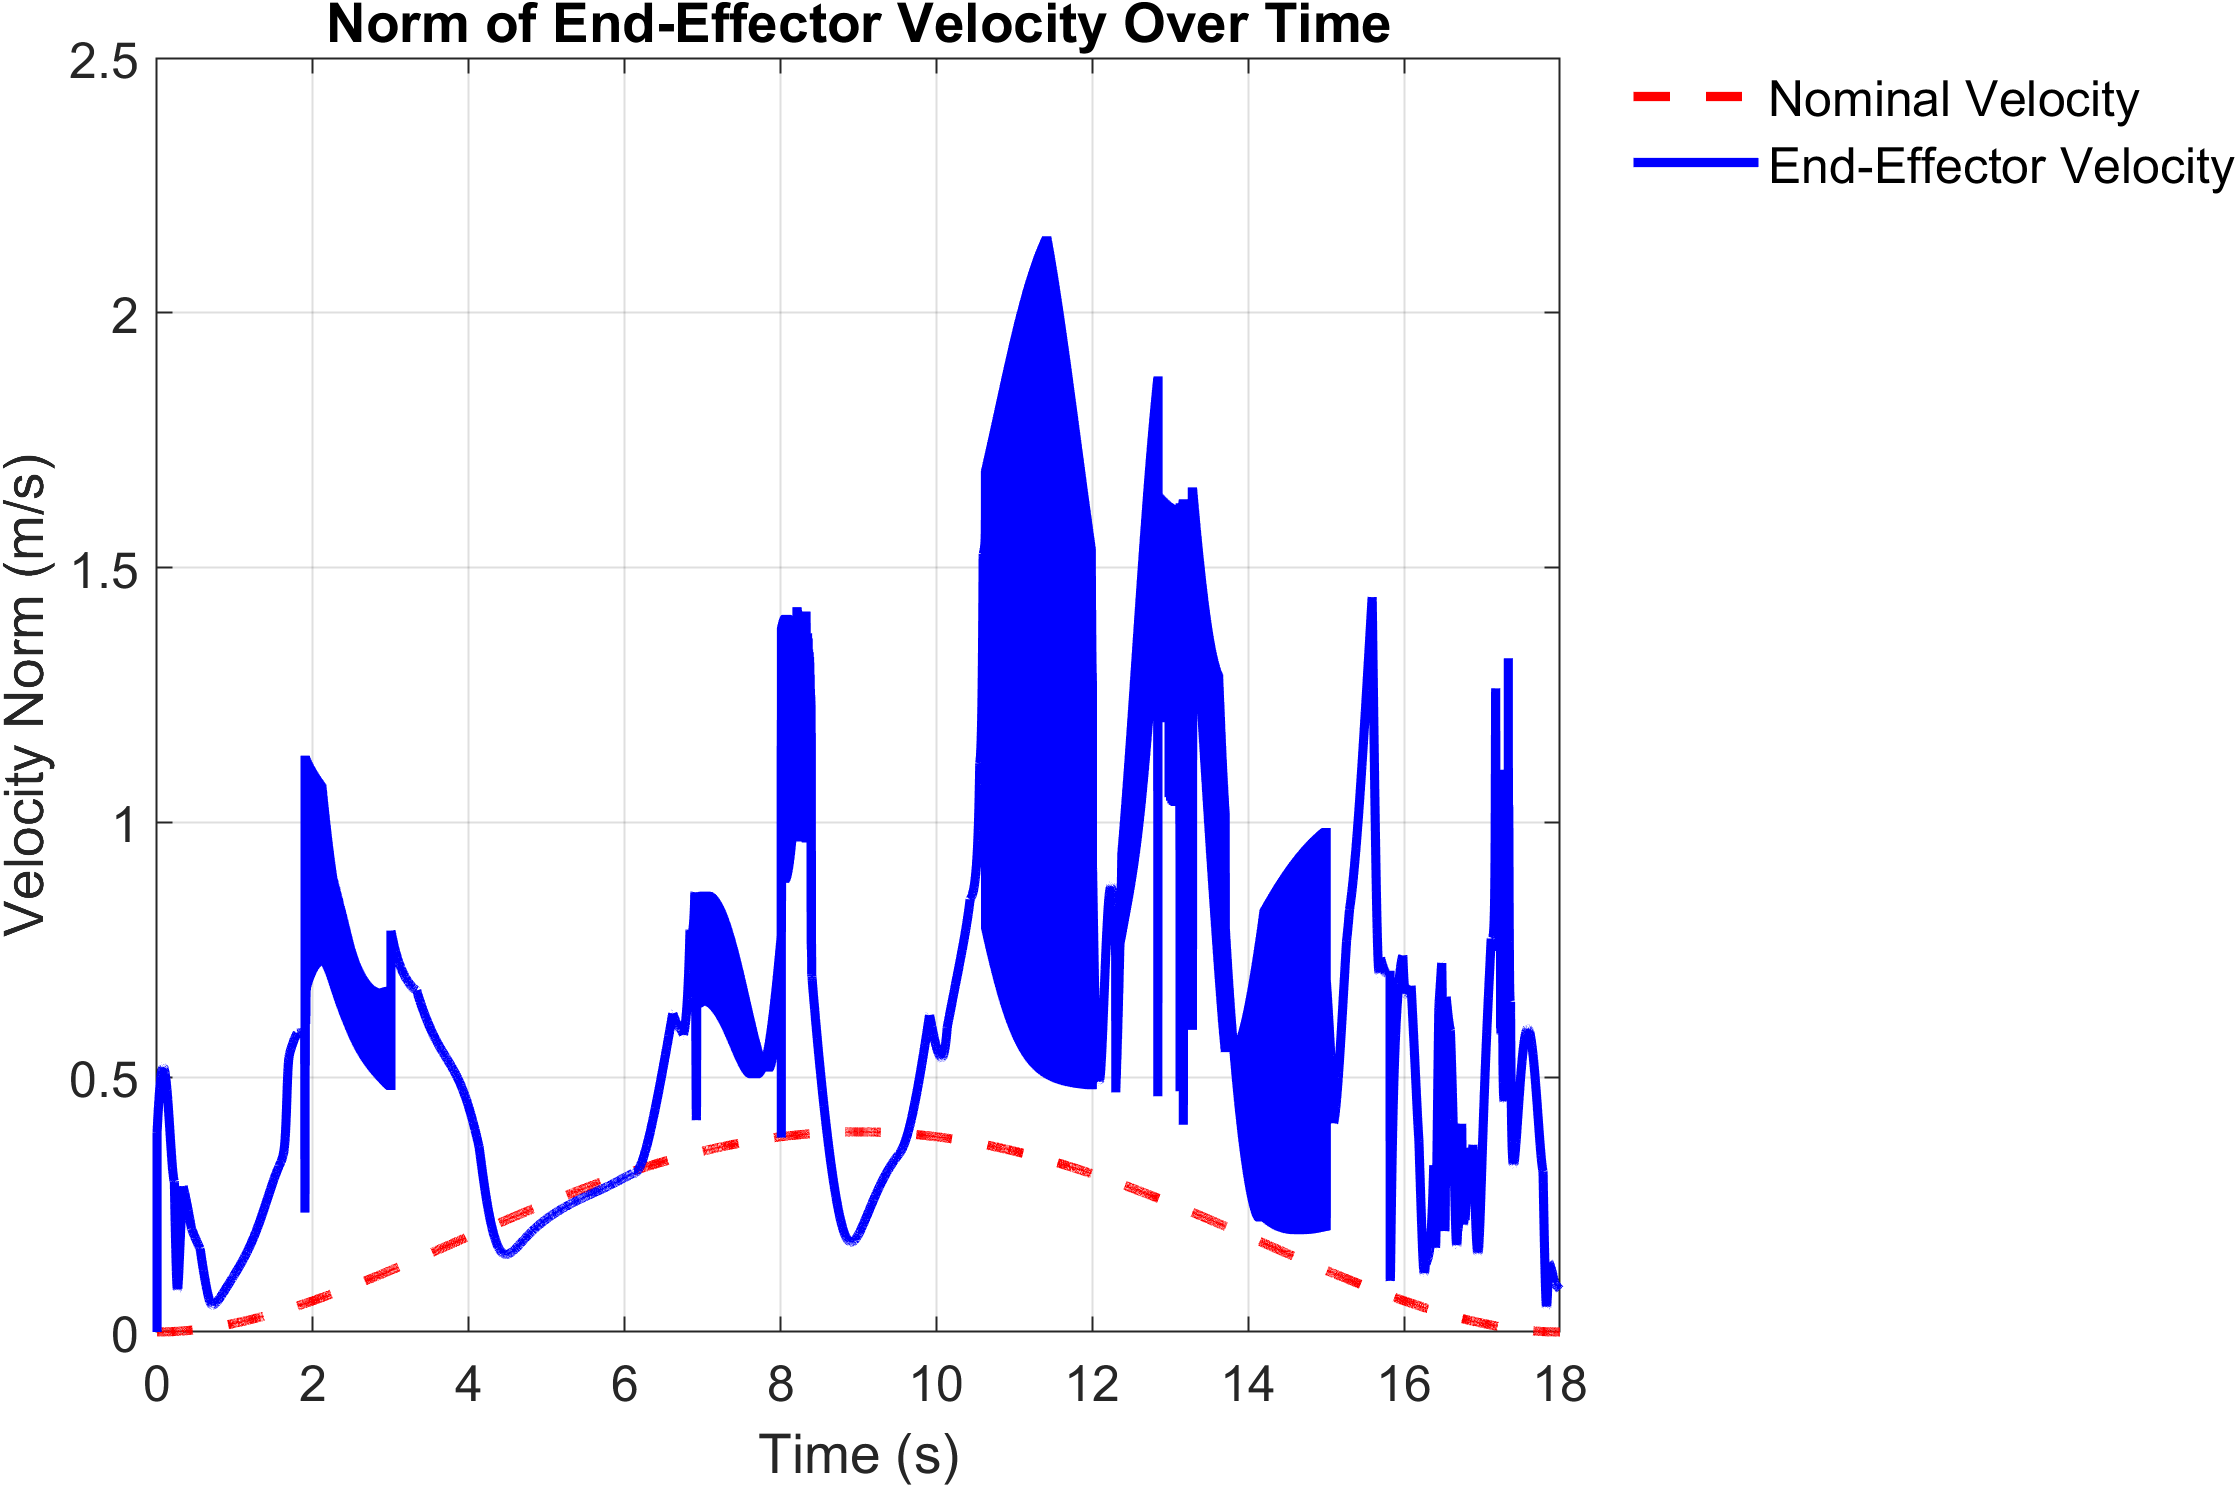 Norm of End-Effector Velocity Over Time
Nominal Velocity
End-Effector Velocity
Velocity Norm (m/s)
2.5
2
1.5
1
0.5
0
0 2 4 6 8 10 12 14 16 18
Time (s)